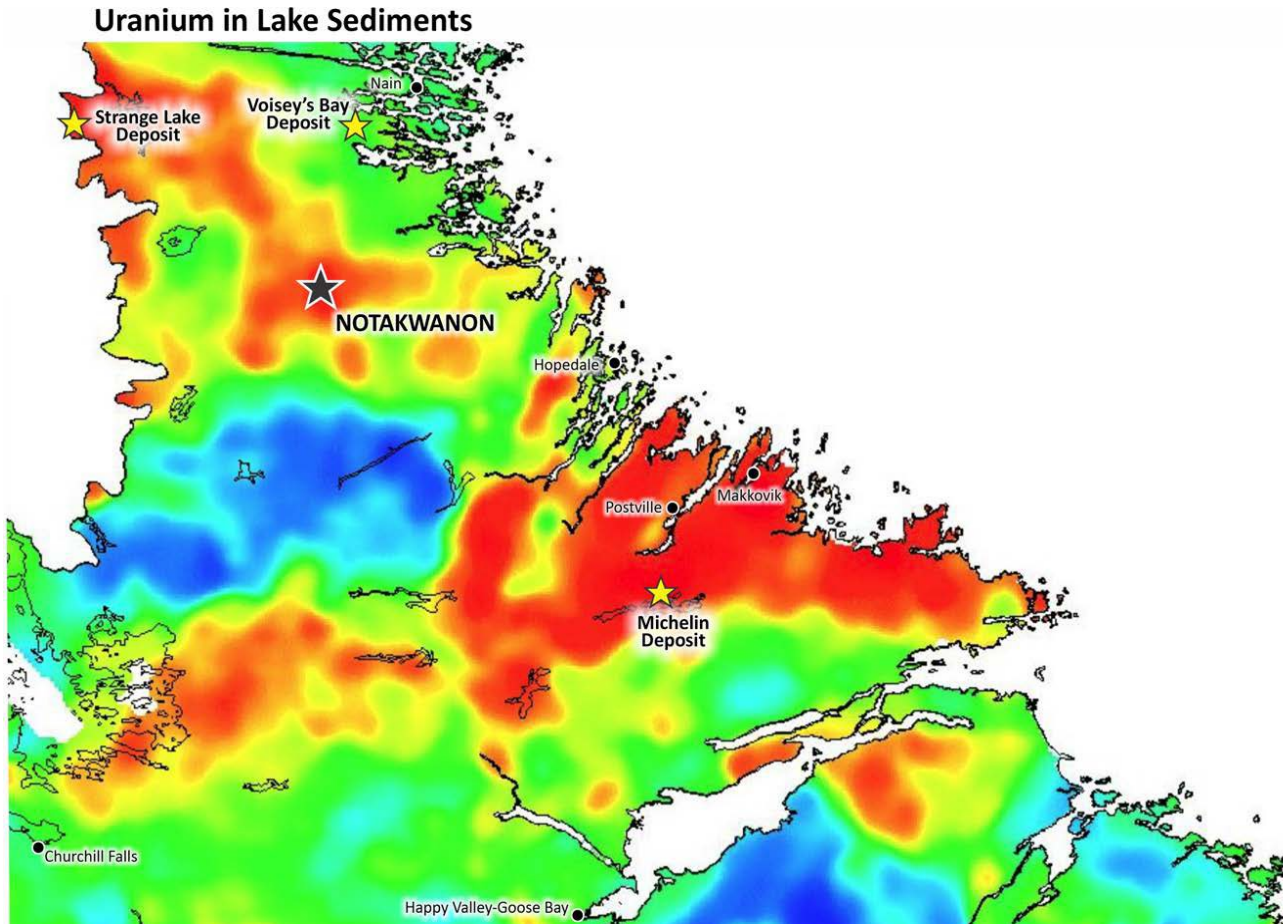 Uranium in Lake Sediments
Nain
Strange Lake
Deposit
Voisey's Bay
Deposit
NOTAKWANON
Hopedale
Postville
Makkovik
Michelin
Deposit
Churchill Falls
Happy Valley-Goose Bay